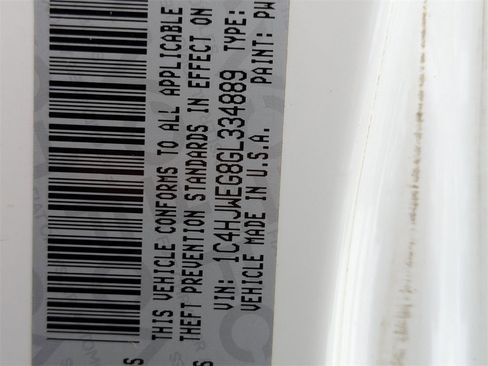 THIS VEHICLE CONFORMS TO ALL APPLICABLE
THEFT PREVENTION STANDARDS IN EFFECT ON
VIN: 1C4HJWEG8GL334889 TYPE:
VEHICLE MADE IN U.S.A. PAINT: PW